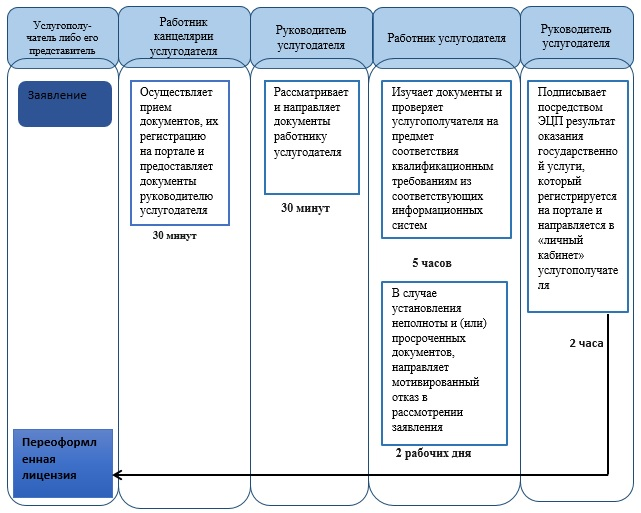 Услугополу-
чатель либо его
представитель
Работник
канцелярии
услугодателя
Руководитель
услугодателя
Работник услугодателя
Руководитель
услугодателя
Заявление
Осуществляет
прием
документов, их
регистрацию
на портале и
предоставляет
документы
руководителю
услугодателя
30 минут
Рассматривает
и направляет
документы
работнику
услугодателя
30 минут
Изучает документы и
проверяет
услугополучателя на
предмет
соответствия
квалификационным
требованиям из
соответствующих
информационных
систем
5 часов
В случае
установления
неполноты и (или)
просроченных
документов,
направляет
мотивированный
отказ в
рассмотрении
заявления
2 рабочих дня
Подписывает
посредством
ЭЦП результат
оказания
государственно
й услуги,
который
регистрируется
на портале и
направляется в
«личный
кабинет»
услугополучате
ля
2 часа
Переоформл
енная
лицензия